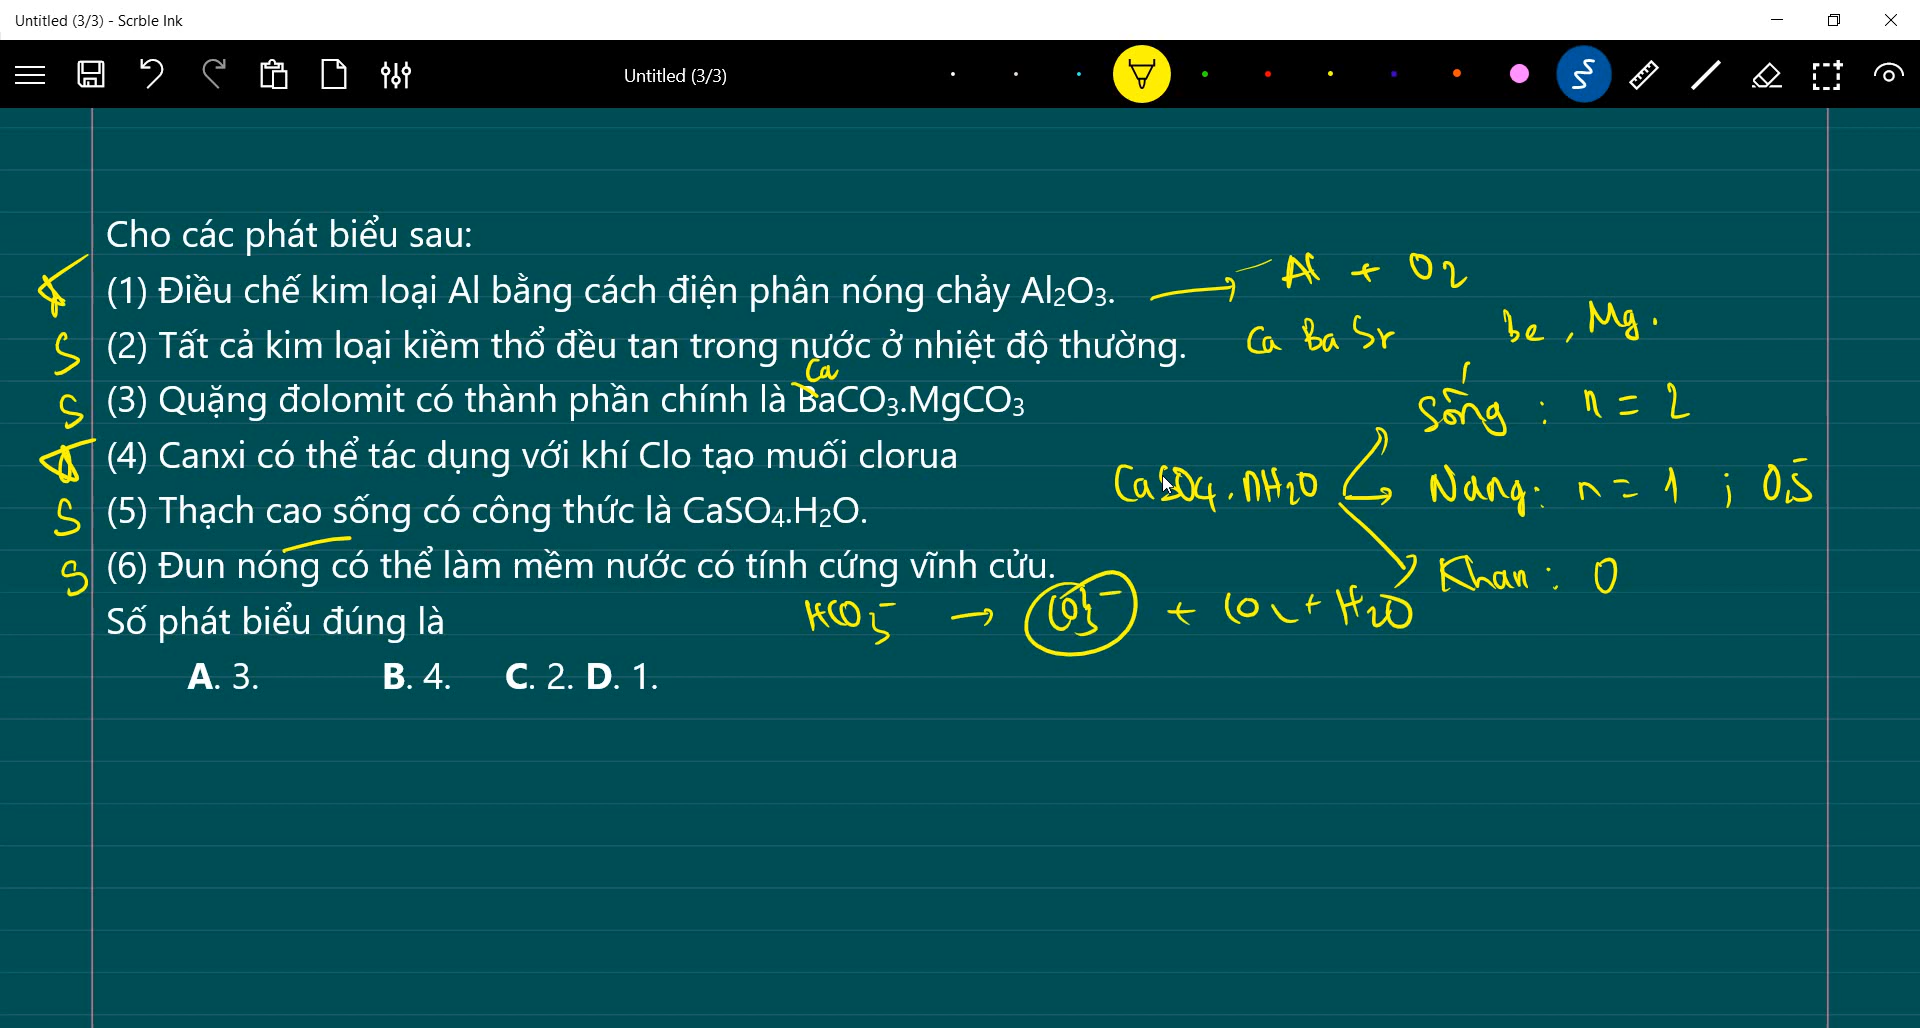 Untitled (3/3) - Scrble Ink
Untitled (3/3)
Cho các phát biểu sau:
(1) Điều chế kim loại Al bằng cách điện phân nóng chảy Al₂O₃. → Al + O₂
S (2) Tất cả kim loại kiềm thổ đều tan trong nước ở nhiệt độ thường. Ca Ba Sr Be, Mg.
Ca
S (3) Quặng đolomit có thành phần chính là BaCO₃.MgCO₃
Sống: n = 2
(4) Canxi có thể tác dụng với khí Clo tạo muối clorua
CaSO₄.nH₂O → Nang: n = 1 ; 0,5
S (5) Thạch cao sống có công thức là CaSO₄.H₂O.
S (6) Đun nóng có thể làm mềm nước có tính cứng vĩnh cửu.
Khan: 0
HCO₃⁻ → + H₂O
Số phát biểu đúng là
A. 3. B. 4. C. 2. D. 1.